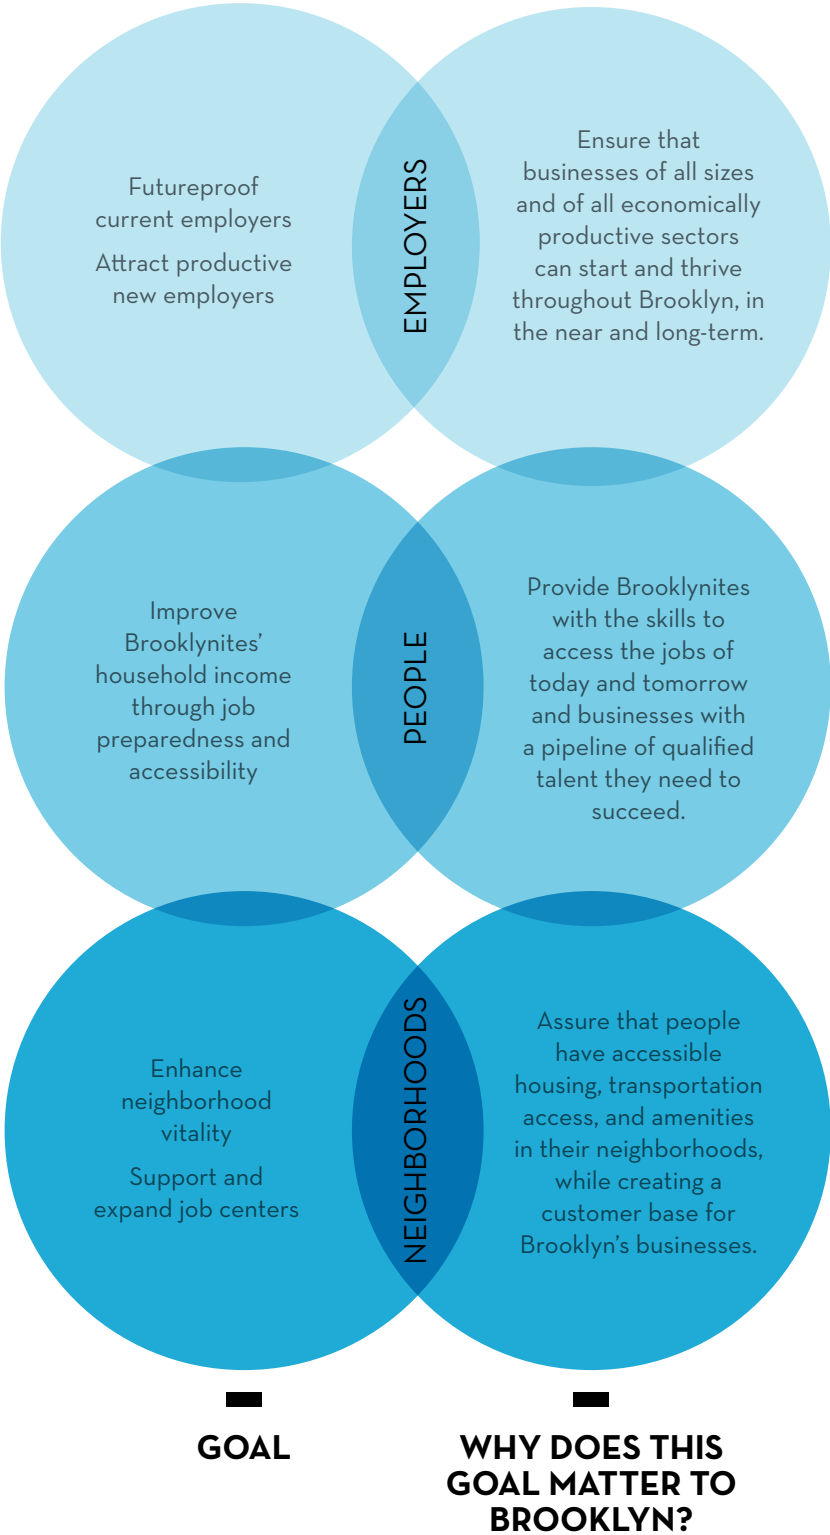 Futureproof
current employers
Attract productive
new employers
EMPLOYERS
Ensure that
businesses of all sizes
and of all economically
productive sectors
can start and thrive
throughout Brooklyn, in
the near and long-term.
Improve
Brooklynites’
household income
through job
preparedness and
accessibility
PEOPLE
Provide Brooklynites
with the skills to
access the jobs of
today and tomorrow
and businesses with
a pipeline of qualified
talent they need to
succeed.
Enhance
neighborhood
vitality
Support and
expand job centers
NEIGHBORHOODS
Assure that people
have accessible
housing, transportation
access, and amenities
in their neighborhoods,
while creating a
customer base for
Brooklyn’s businesses.
GOAL
WHY DOES THIS
GOAL MATTER TO
BROOKLYN?